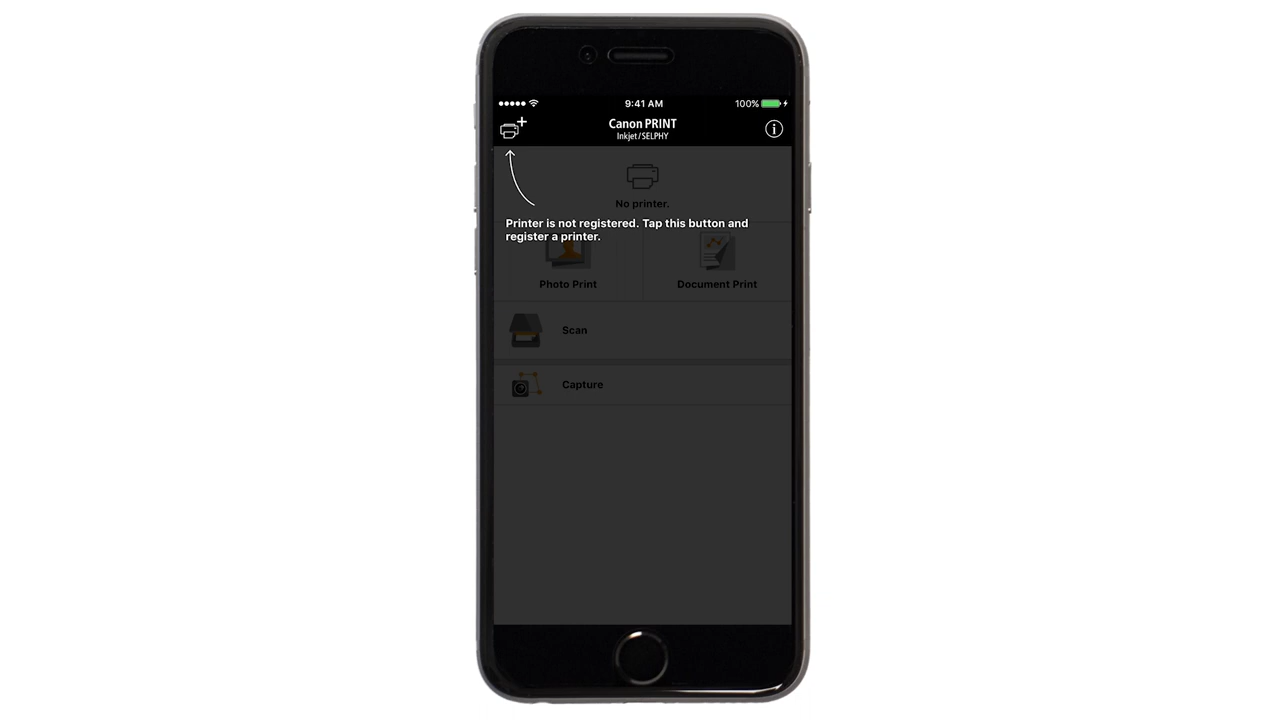 9:41 AM
100%
Canon PRINT
Inkjet/SELPHY
No printer.
Printer is not registered. Tap this button and
register a printer.
Photo Print
Document Print
Scan
Capture